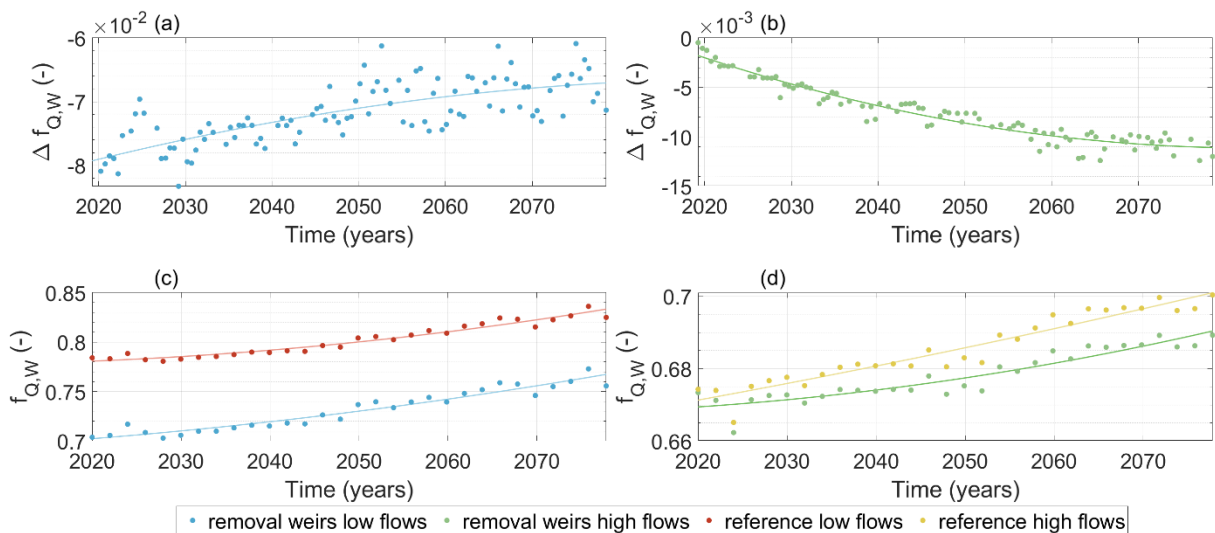 ×10⁻² (a)
-6
-7
-8
Δ f_Q,W (-)
2020 2030 2040 2050 2060 2070
Time (years)
×10⁻³ (b)
0
-5
-10
-15
Δ f_Q,W (-)
2020 2030 2040 2050 2060 2070
Time (years)
(c)
0.85
0.8
0.75
0.7
f_Q,W (-)
2020 2030 2040 2050 2060 2070
Time (years)
(d)
0.7
0.68
0.66
f_Q,W (-)
2020 2030 2040 2050 2060 2070
Time (years)
removal weirs low flows removal weirs high flows reference low flows reference high flows